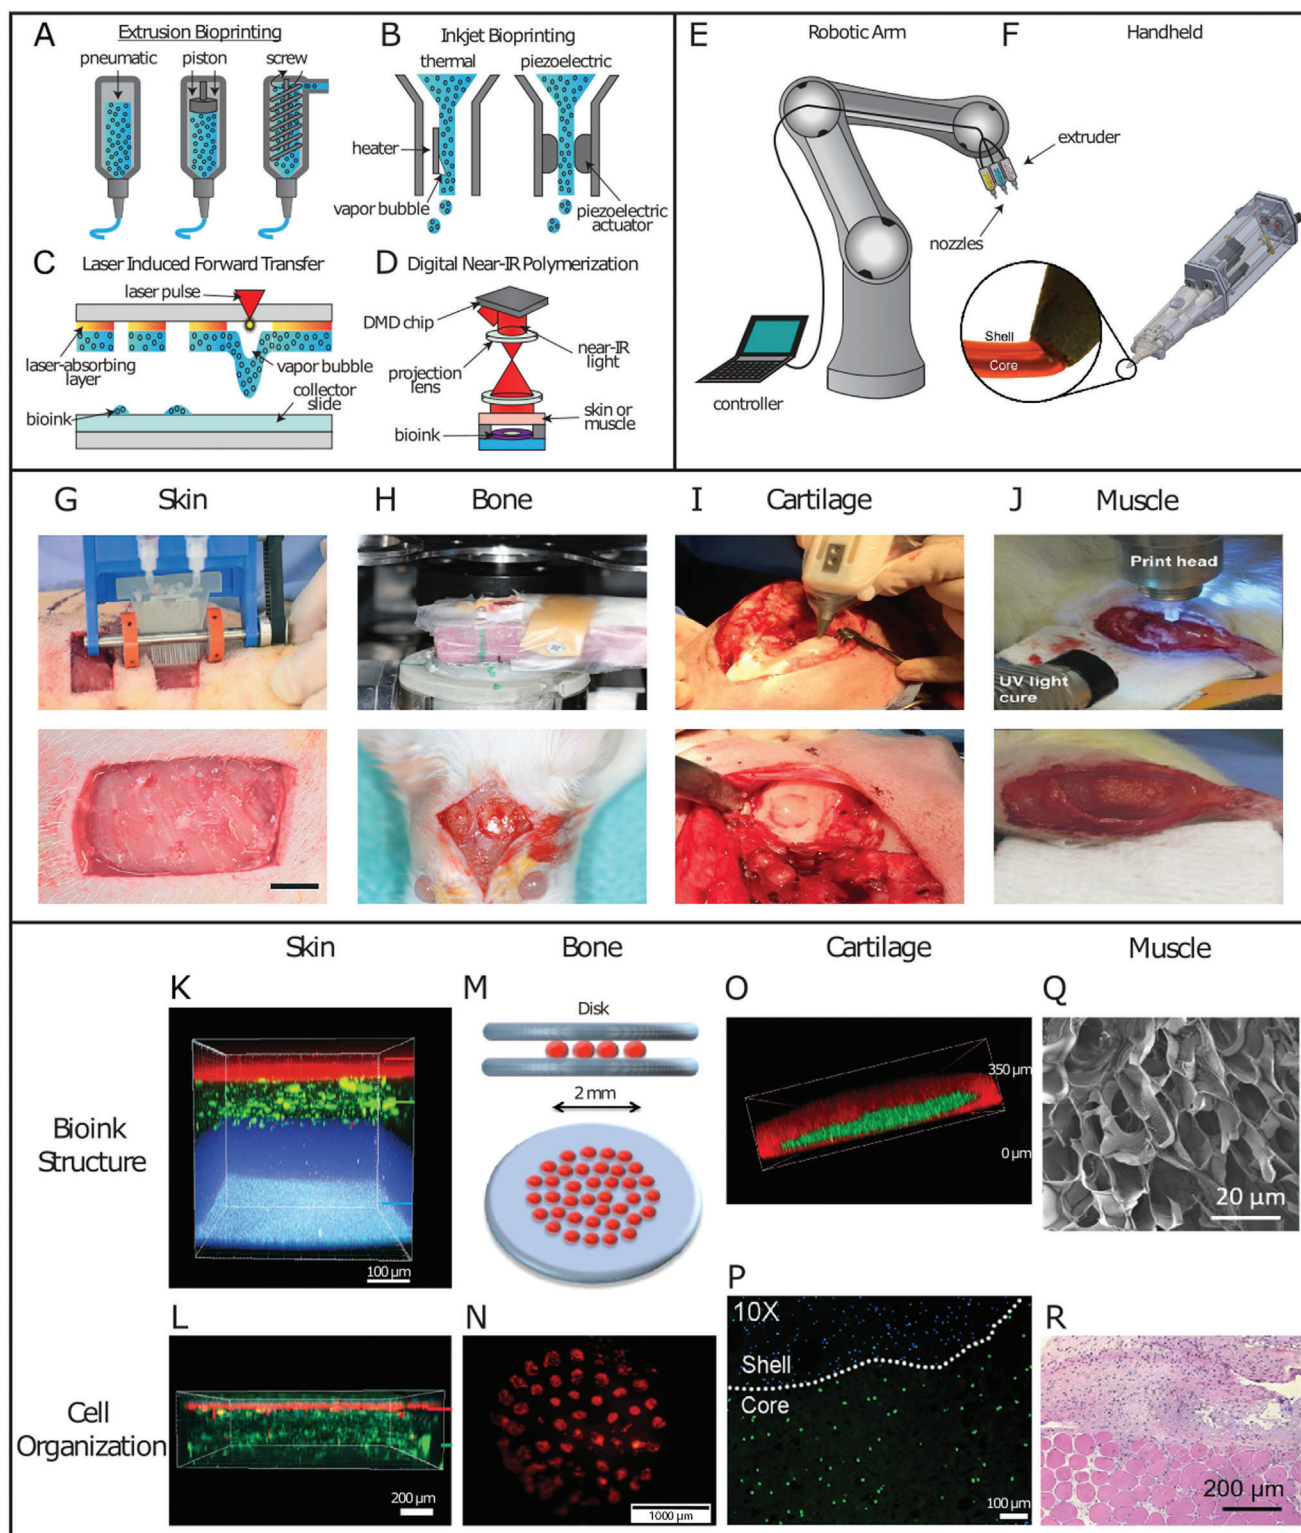 A
Extrusion Bioprinting
pneumatic
piston
screw
B
Inkjet Bioprinting
thermal
piezoelectric
heater
vapor bubble
piezoelectric
actuator
C
Laser Induced Forward Transfer
laser pulse
laser-absorbing
layer
vapor bubble
collector
slide
bioink
D
Digital Near-IR Polymerization
DMD chip
near-IR
light
projection
lens
skin or
muscle
bioink
E
Robotic Arm
extruder
nozzles
controller
F
Handheld
Shell
Core
G
Skin
H
Bone
I
Cartilage
J
Muscle
Print head
UV light
cure
Skin
Bone
Cartilage
Muscle
Bioink
Structure
K
100 μm
M
Disk
2 mm
O
350 μm
0 μm
Q
20 μm
Cell
Organization
L
200 μm
N
1000 μm
P
10X
Shell
Core
100 μm
R
200 μm